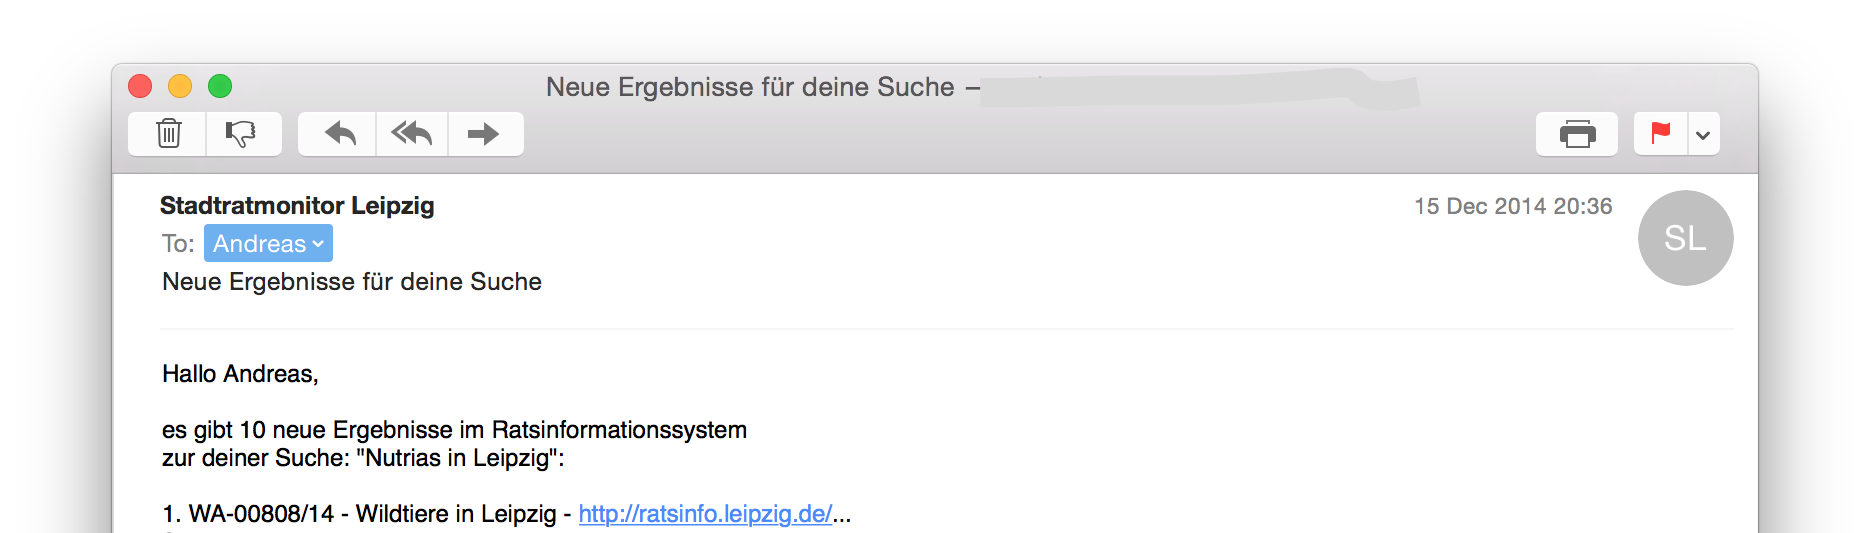 Neue Ergebnisse für deine Suche –
Stadtratmonitor Leipzig
15 Dec 2014 20:36
SL
To: Andreas
Neue Ergebnisse für deine Suche
Hallo Andreas,
es gibt 10 neue Ergebnisse im Ratsinformationssystem
zur deiner Suche: "Nutrias in Leipzig":
1. WA-00808/14 - Wildtiere in Leipzig - http://ratsinfo.leipzig.de/...